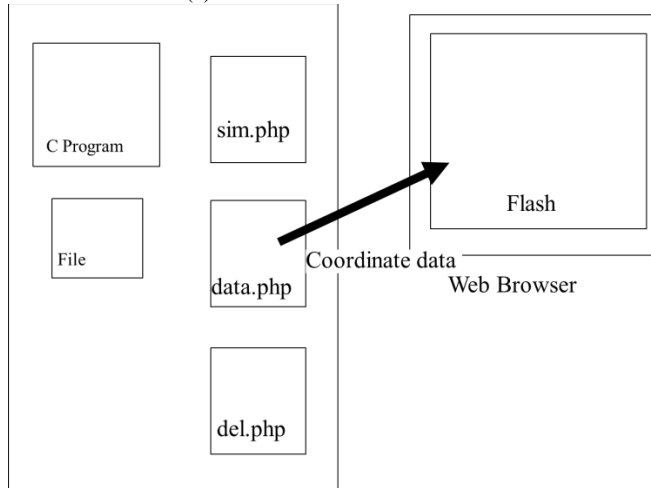 C Program
sim.php
File
data.php
del.php
Coordinate data
Flash
Web Browser